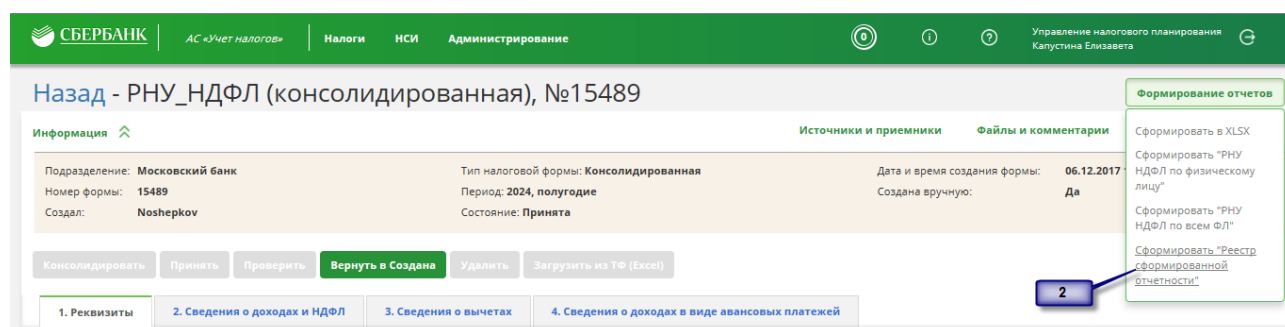 СБЕРБАНК АС «Учет налогов» Налоги НСИ Администрирование 0 i ? Управление налогового планирования
Капустина Елизавета
Назад - РНУ_НДФЛ (консолидированная), №15489
Формирование отчетов
Информация Источники и приемники Файлы и комментарии
Сформировать в XLSX
Сформировать "РНУ
НДФЛ по физическому
лицу"
Сформировать "РНУ
НДФЛ по всем ФЛ"
Сформировать "Реестр
сформированной
отчетности"
Подразделение: Московский банк Тип налоговой формы: Консолидированная Дата и время создания формы: 06.12.2017
Номер формы: 15489 Период: 2024, полугодие Создана вручную: Да
Создал: Noshepkov Состояние: Принята
Консолидировать Принять Проверить Вернуть в Создана Удалить Загрузить из ТФ (Excel)
2
1. Реквизиты 2. Сведения о доходах и НДФЛ 3. Сведения о вычетах 4. Сведения о доходах в виде авансовых платежей